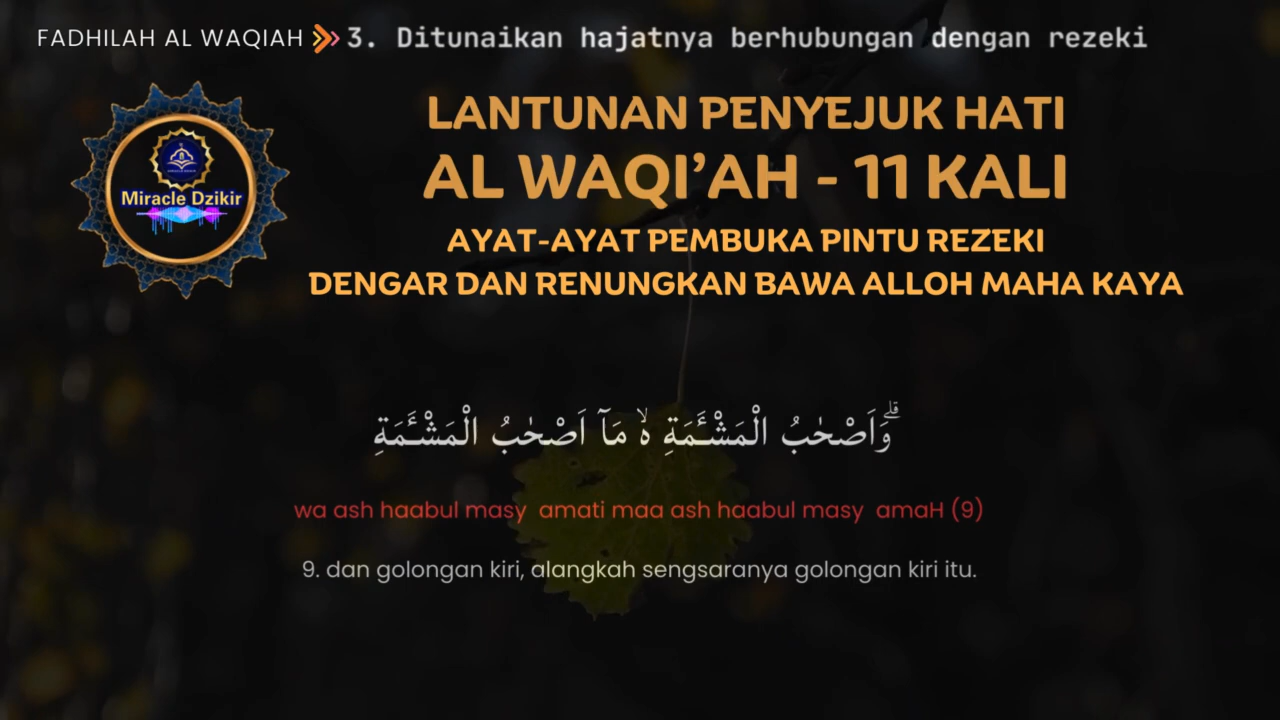 FADHILAH AL WAQIAH
3. Ditunaikan hajatnya berhubungan dengan rezeki
Miracle Dzikir
LANTUNAN PENYEJUK HATI
AL WAQI’AH - 11 KALI
AYAT-AYAT PEMBUKA PINTU REZEKI
DENGAR DAN RENUNGKAN BAWA ALLOH MAHA KAYA
وَاَصْحٰبُ الْمَشْـَٔمَةِ ەۙ مَآ اَصْحٰبُ الْمَشْـَٔمَةِۗ
wa ash haabul masy amati maa ash haabul masy amaH (9)
9. dan golongan kiri, alangkah sengsaranya golongan kiri itu.